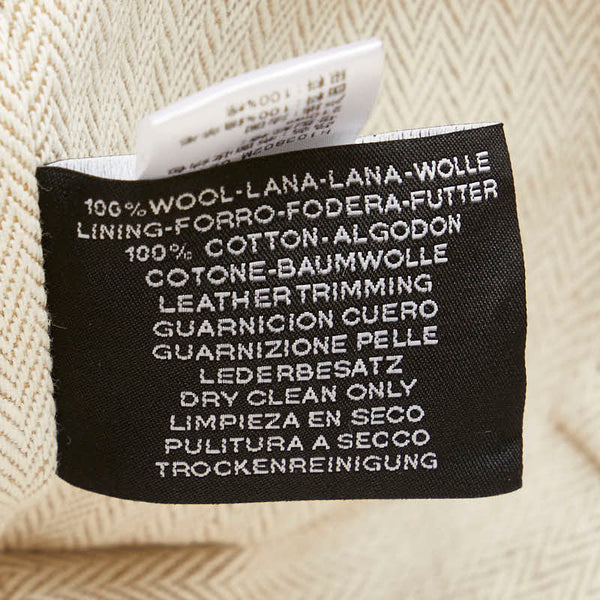 100% WOOL-LANA-LANA-WOLLE
LINING-FORRO-FODERA-FUTTER
100% COTTON-ALGODON
COTONE-BAUMWOLLE
LEATHER TRIMMING
GUARNICION CUERO
GUARNIZIONE PELLE
LEDERBESATZ
DRY CLEAN ONLY
LIMPIEZA EN SECO
PULITURA A SECCO
TROCKENREINIGUNG